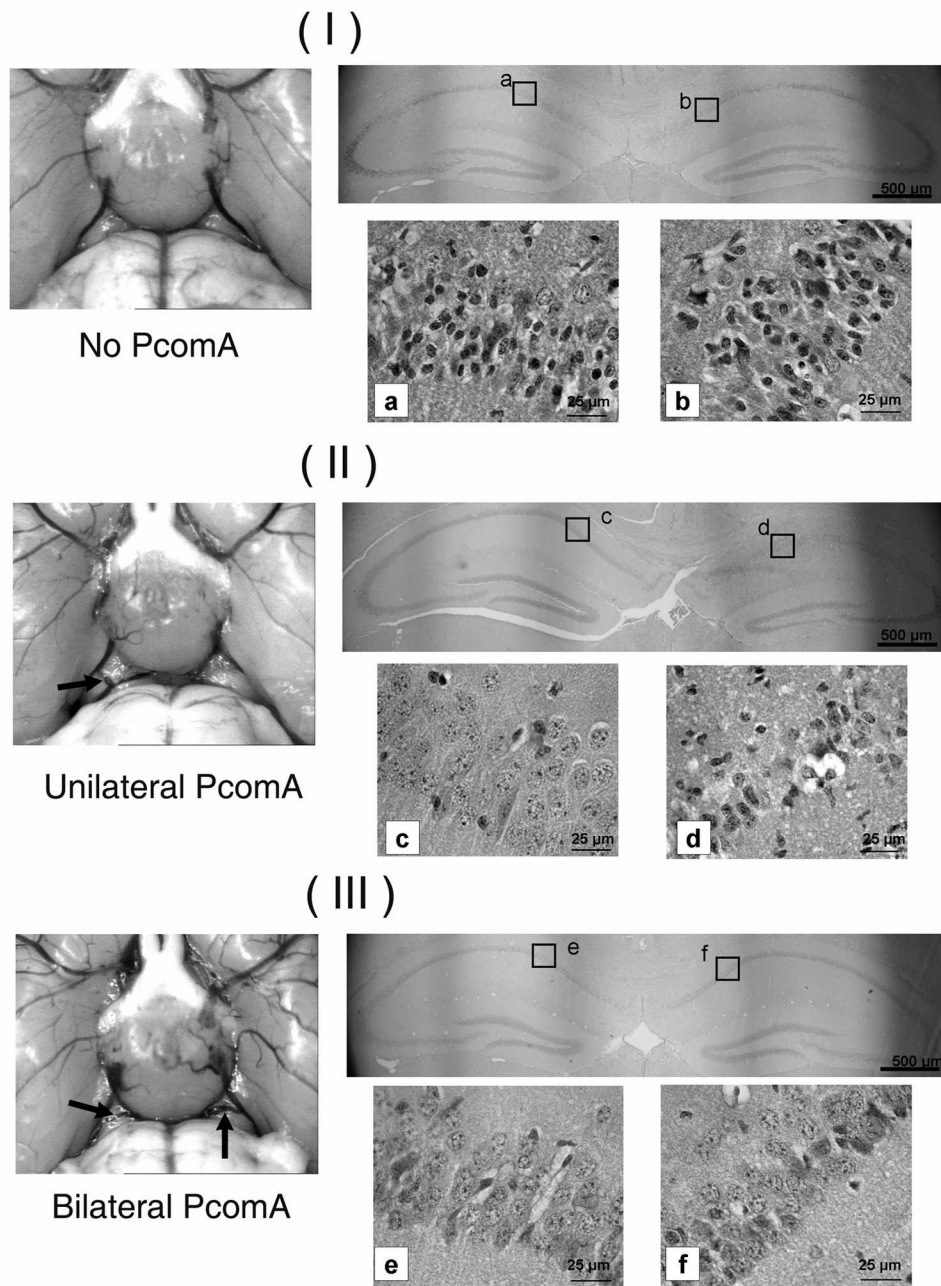 ( I )
a
b
500 µm
No PcomA
a
25 µm
b
25 µm
( II )
c
d
500 µm
Unilateral PcomA
c
25 µm
d
25 µm
( III )
e
f
500 µm
Bilateral PcomA
e
25 µm
f
25 µm